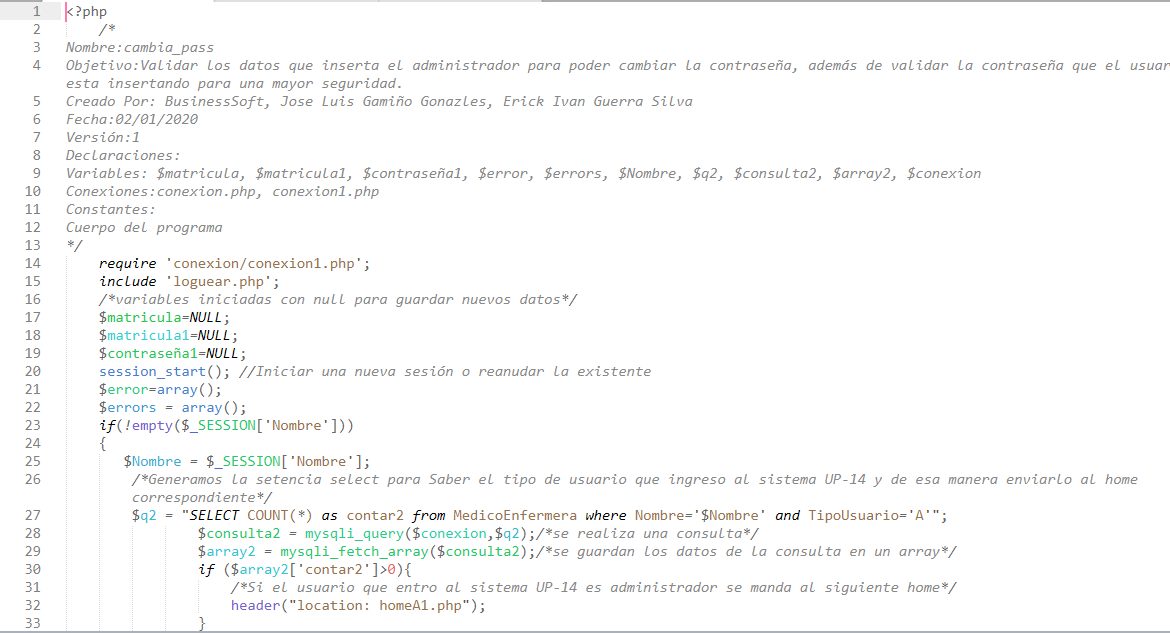 1 <?php
2 /*
3 Nombre:cambia_pass
4 Objetivo:Validar los datos que inserta el administrador para poder cambiar la contraseña, además de validar la contraseña que el usuar
esta insertando para una mayor seguridad.
5 Creado Por: BusinessSoft, Jose Luis Gamiño Gonazles, Erick Ivan Guerra Silva
6 Fecha:02/01/2020
7 Versión:1
8 Declaraciones:
9 Variables: $matricula, $matricula1, $contraseña1, $error, $errors, $Nombre, $q2, $consulta2, $array2, $conexion
10 Conexiones:conexion.php, conexion1.php
11 Constantes:
12 Cuerpo del programa
13 */
14 require 'conexion/conexion1.php';
15 include 'loguear.php';
16 /*variables iniciadas con null para guardar nuevos datos*/
17 $matricula=NULL;
18 $matricula1=NULL;
19 $contraseña1=NULL;
20 session_start(); //Iniciar una nueva sesión o reanudar la existente
21 $error=array();
22 $errors = array();
23 if(!empty($_SESSION['Nombre']))
24 {
25 $Nombre = $_SESSION['Nombre'];
26 /*Generamos la setencia select para Saber el tipo de usuario que ingreso al sistema UP-14 y de esa manera enviarlo al home
correspondiente*/
27 $q2 = "SELECT COUNT(*) as contar2 from MedicoEnfermera where Nombre='$Nombre' and TipoUsuario='A'";
28 $consulta2 = mysqli_query($conexion,$q2);/*se realiza una consulta*/
29 $array2 = mysqli_fetch_array($consulta2);/*se guardan los datos de la consulta en un array*/
30 if ($array2['contar2']>0){
31 /*Si el usuario que entro al sistema UP-14 es administrador se manda al siguiente home*/
32 header("location: homeA1.php");
33 }